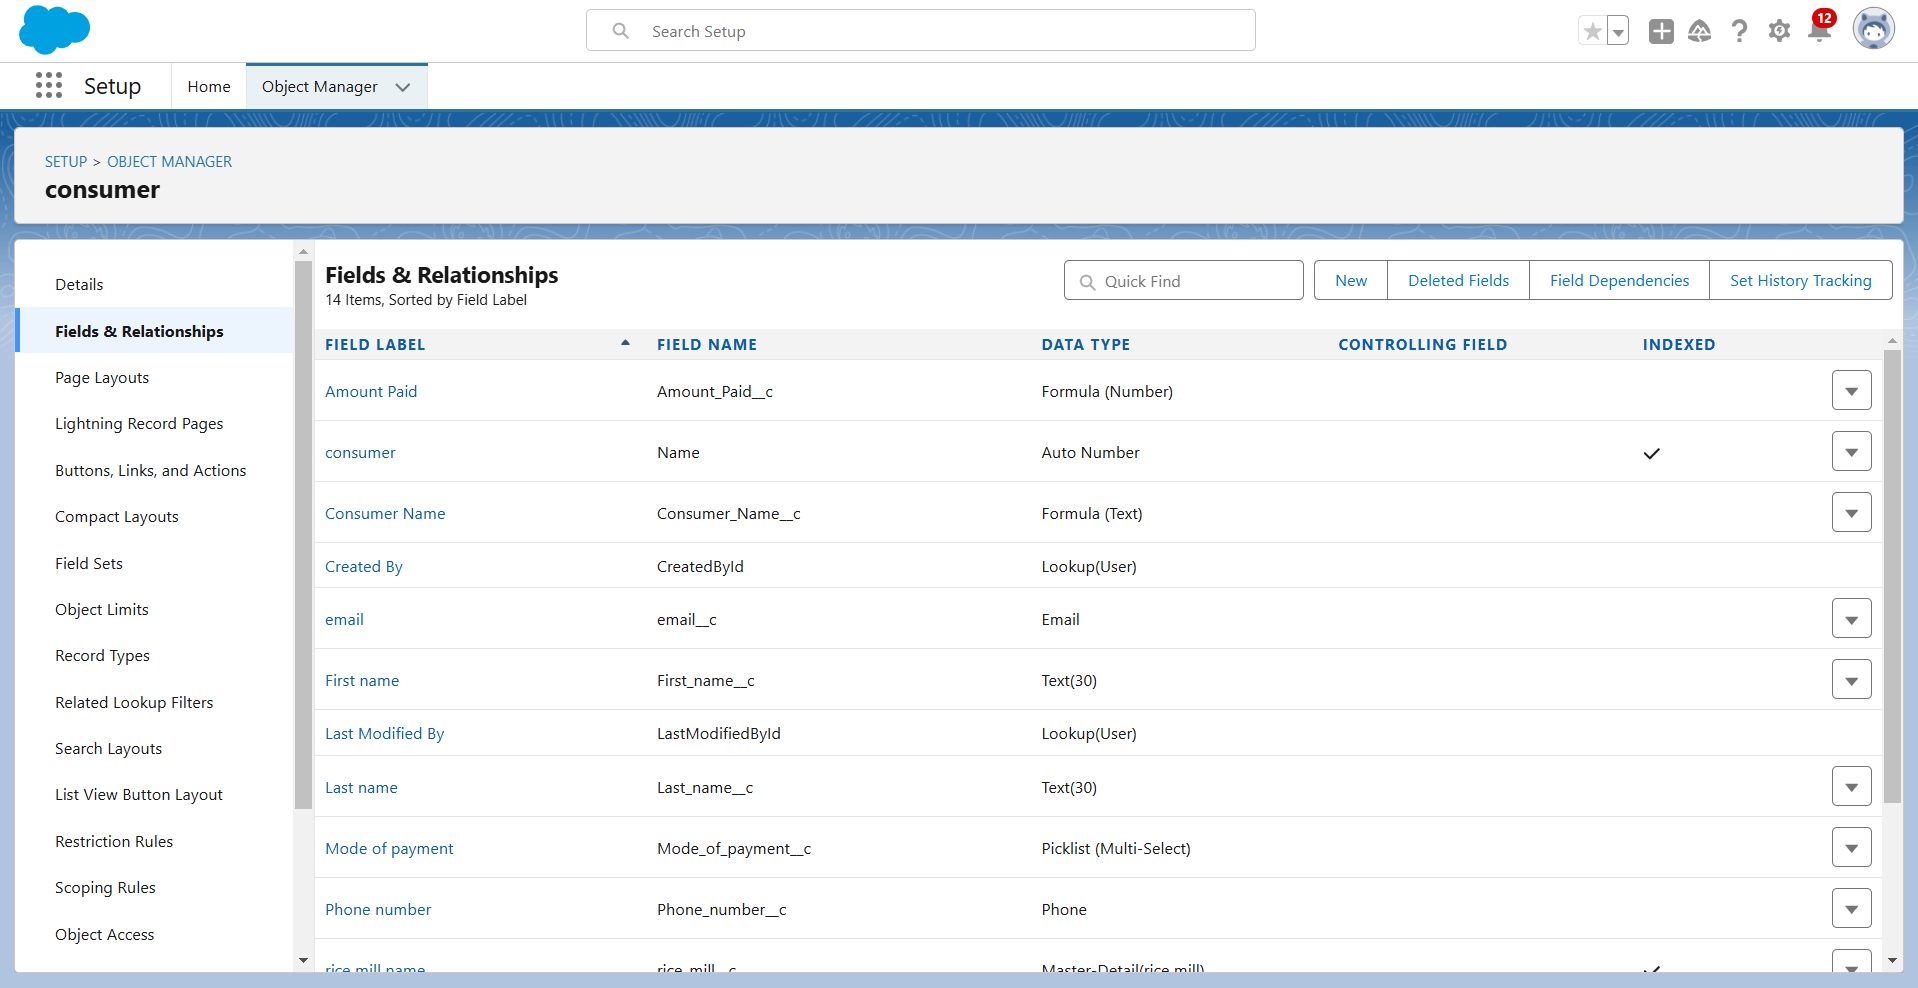 Search Setup
12
Setup
Home
Object Manager
SETUP > OBJECT MANAGER
consumer
Details
Fields & Relationships
Page Layouts
Lightning Record Pages
Buttons, Links, and Actions
Compact Layouts
Field Sets
Object Limits
Record Types
Related Lookup Filters
Search Layouts
List View Button Layout
Restriction Rules
Scoping Rules
Object Access
Fields & Relationships
14 Items, Sorted by Field Label
Quick Find
New
Deleted Fields
Field Dependencies
Set History Tracking
FIELD LABEL FIELD NAME DATA TYPE CONTROLLING FIELD INDEXED
Amount Paid Amount_Paid__c Formula (Number)
consumer Name Auto Number
Consumer Name Consumer_Name__c Formula (Text)
Created By CreatedById Lookup(User)
email email__c Email
First name First_name__c Text(30)
Last Modified By LastModifiedById Lookup(User)
Last name Last_name__c Text(30)
Mode of payment Mode_of_payment__c Picklist (Multi-Select)
Phone number Phone_number__c Phone
rice mill name rice_mill__c Master-Detail(rice mill)